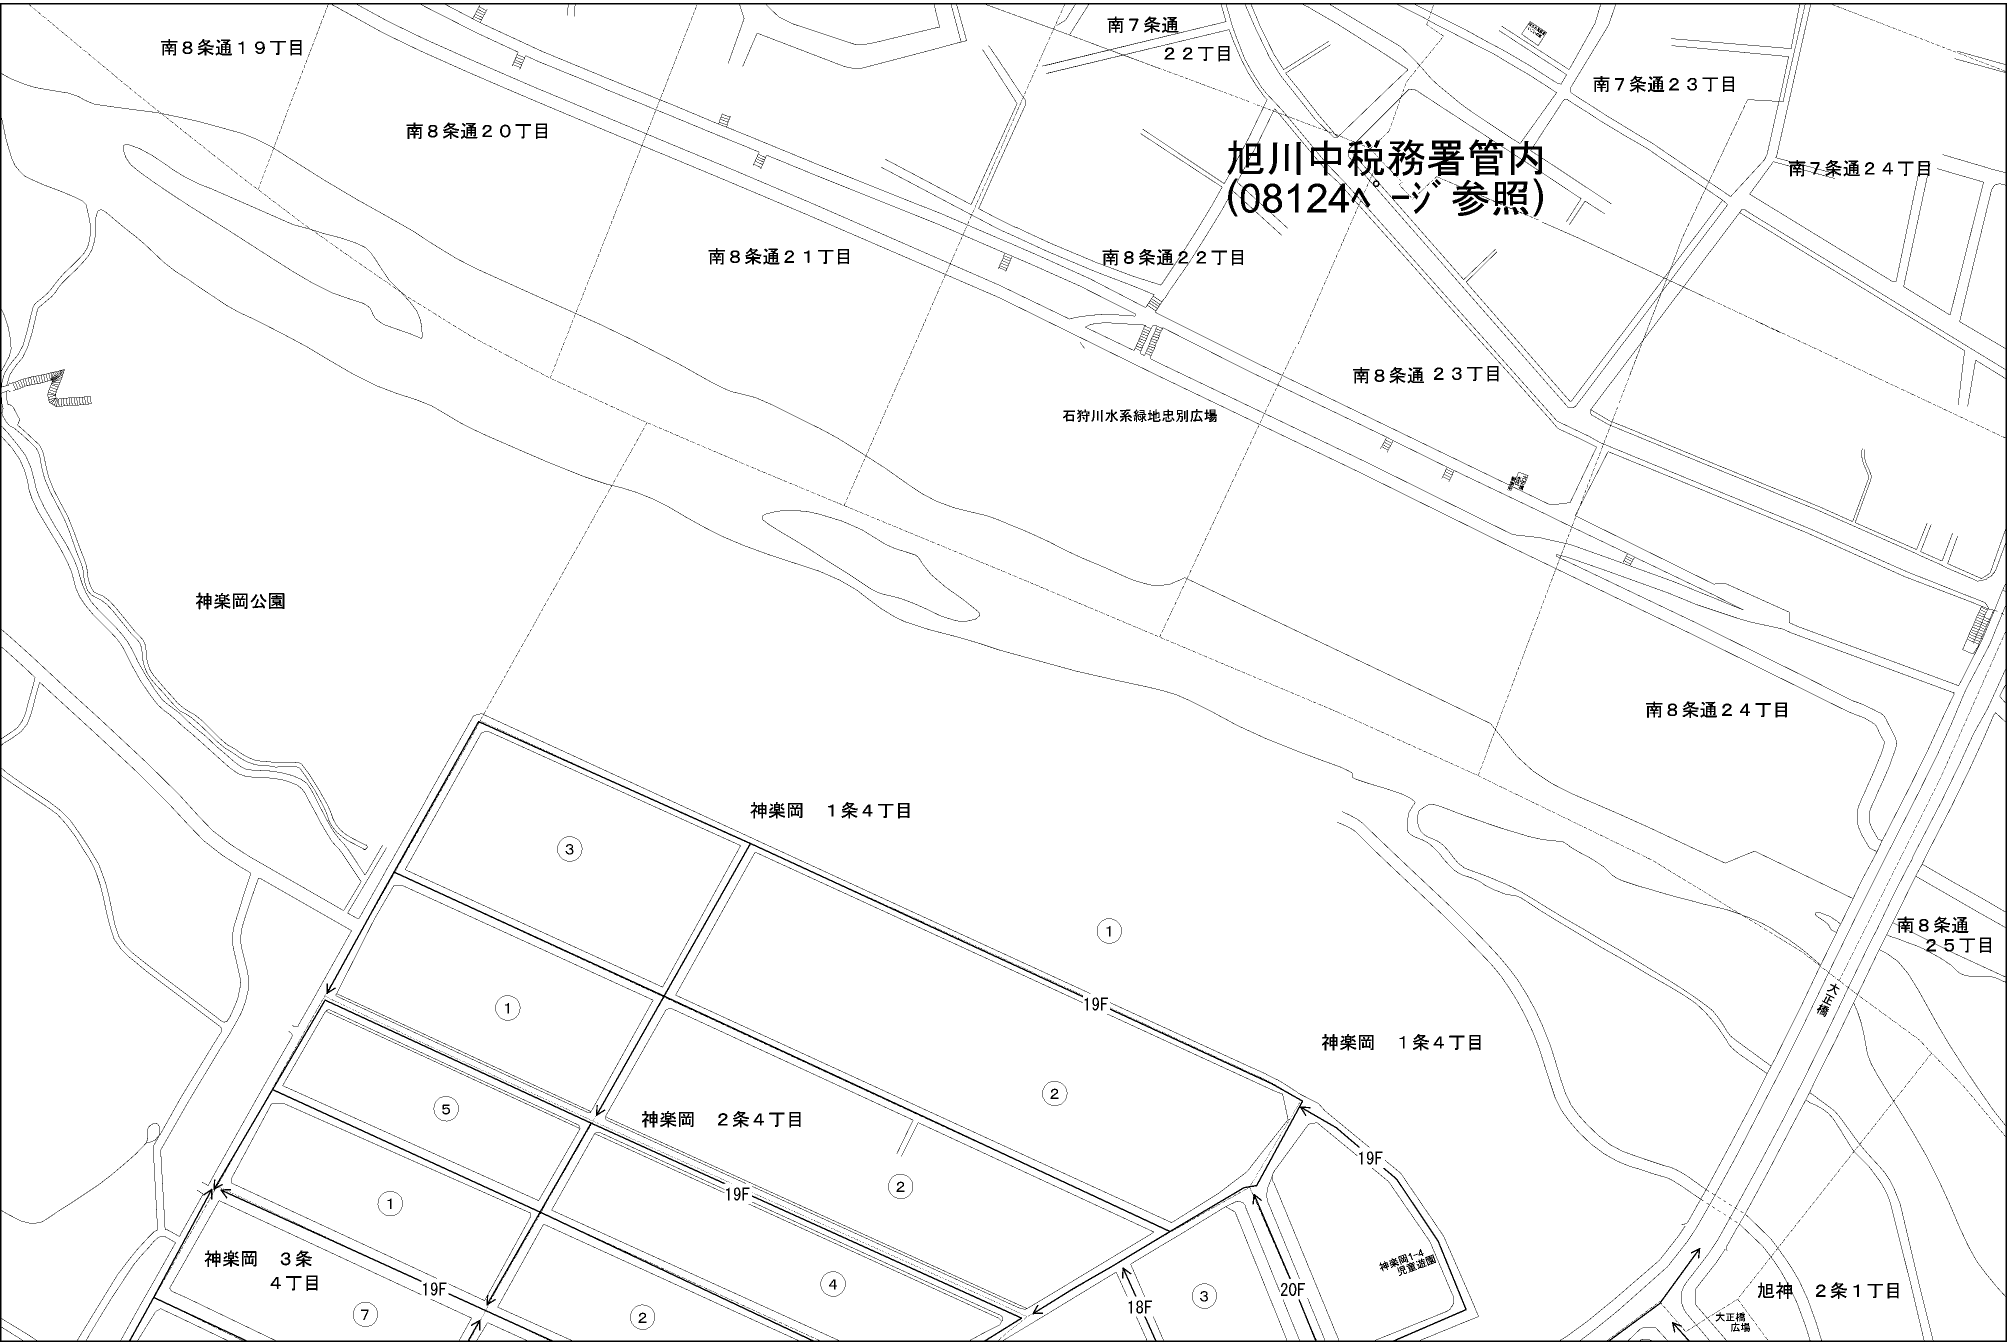 南７条通
２２丁目
南８条通１９丁目
南７条通２３丁目
南８条通２０丁目
旭川中税務署管内
(08124ﾍﾟｰｼﾞ参照)
南７条通２４丁目
南８条通２１丁目
南８条通２２丁目
南８条通２３丁目
石狩川水系緑地忠別広場
神楽岡公園
南８条通２４丁目
神楽岡　１条４丁目
③
①
南８条通
２５丁目
大正橋
①
19F
神楽岡　１条４丁目
②
⑤
神楽岡　２条４丁目
19F
②
19F
①
神楽岡　３条
４丁目
神楽岡1-4
児童遊園
19F
④
20F
③
18F
旭神　２条１丁目
⑦
②
大正橋
広場